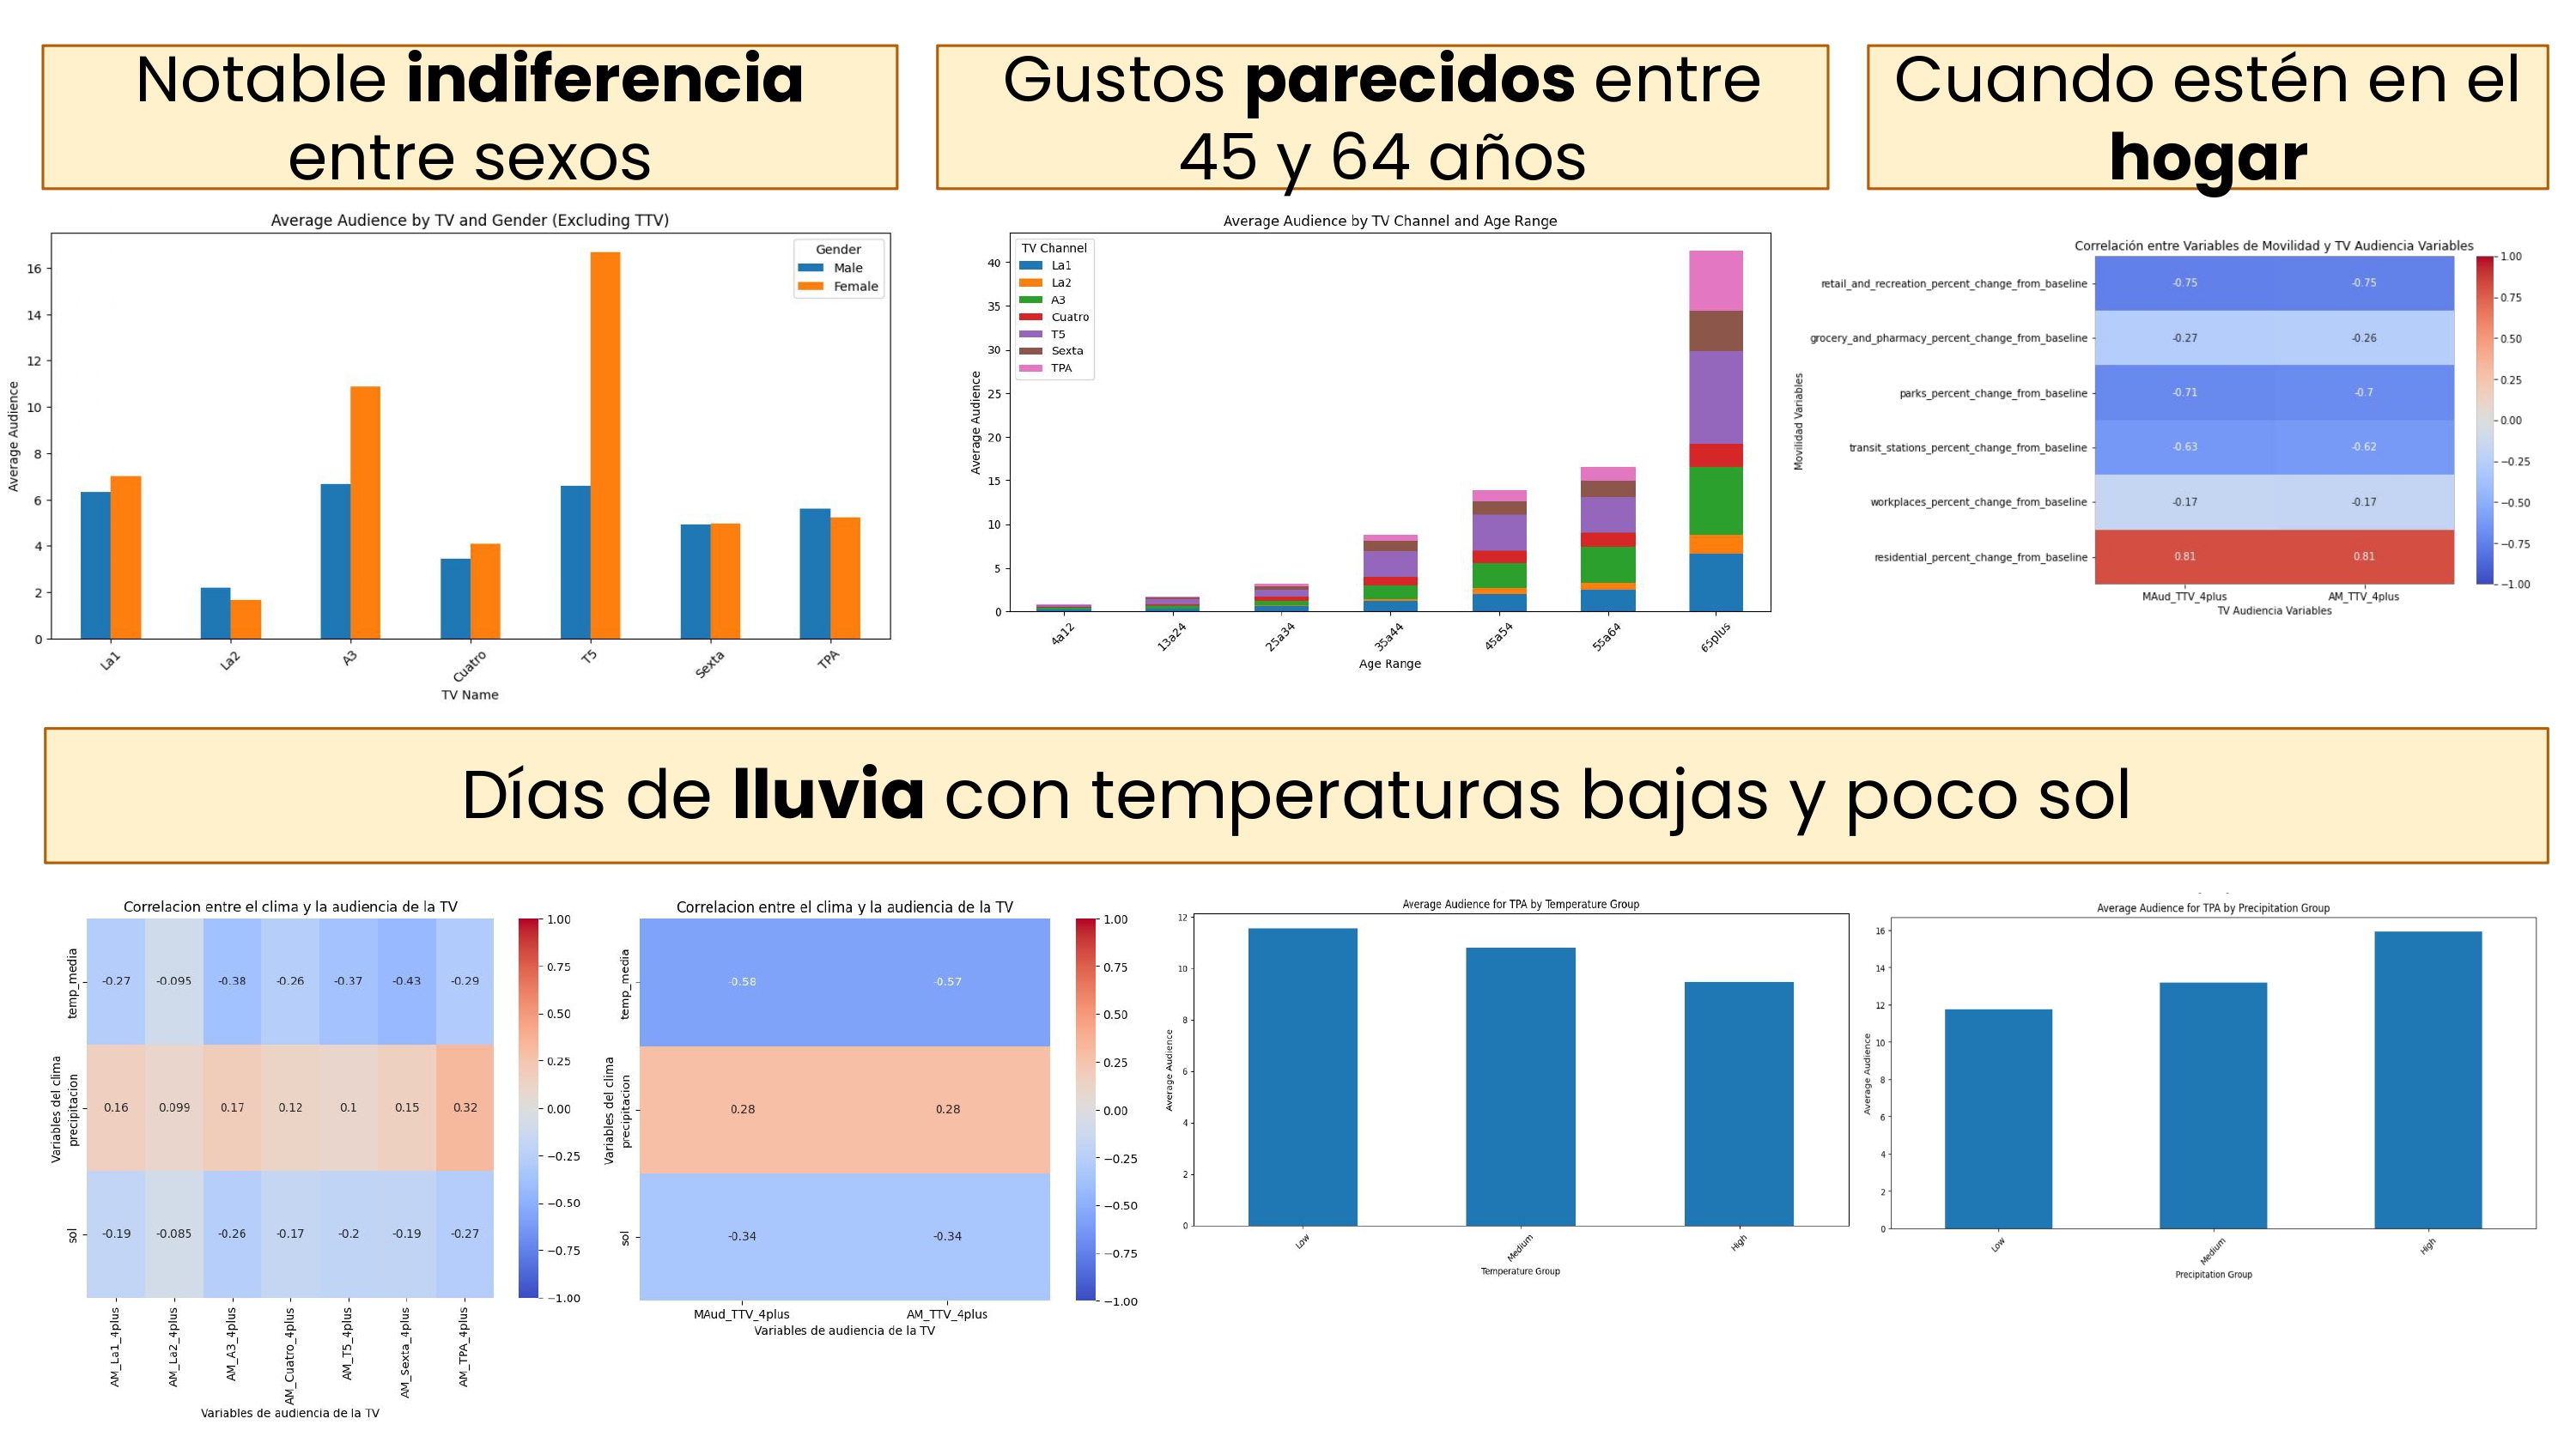 Notable indiferencia
entre sexos
Gustos parecidos entre
45 y 64 años
Cuando estén en el
hogar
Average Audience by TV and Gender (Excluding TTV)
Gender
Male
Female
16
14
12
10
8
6
4
2
0
Average Audience
La1
La2
A3
Cuatro
T5
Sexta
TPA
TV Name
Average Audience by TV Channel and Age Range
TV Channel
La1
La2
A3
Cuatro
T5
Sexta
TPA
40
35
30
25
20
15
10
5
0
Average Audience
4a12
13a24
25a34
35a44
45a54
55a64
65plus
Age Range
Correlación entre Variables de Movilidad y TV Audiencia Variables
Movilidad Variables
retail_and_recreation_percent_change_from_baseline -0.75 -0.75
grocery_and_pharmacy_percent_change_from_baseline -0.27 -0.26
parks_percent_change_from_baseline -0.71 -0.7
transit_stations_percent_change_from_baseline -0.63 -0.62
workplaces_percent_change_from_baseline -0.17 -0.17
residential_percent_change_from_baseline 0.81 0.81
MAud_TTV_4plus AM_TTV_4plus
TV Audiencia Variables
1.00
0.75
0.50
0.25
0.00
−0.25
−0.50
−0.75
−1.00
Días de lluvia con temperaturas bajas y poco sol
Correlacion entre el clima y la audiencia de la TV
Variables del clima
temp_media -0.27 -0.095 -0.38 -0.26 -0.37 -0.43 -0.29
precipitacion 0.16 0.099 0.17 0.12 0.1 0.15 0.32
sol -0.19 -0.085 -0.26 -0.17 -0.2 -0.19 -0.27
AM_La1_4plus
AM_La2_4plus
AM_A3_4plus
AM_Cuatro_4plus
AM_T5_4plus
AM_Sexta_4plus
AM_TPA_4plus
Variables de audiencia de la TV
1.00
0.75
0.50
0.25
0.00
−0.25
−0.50
−0.75
−1.00
Correlacion entre el clima y la audiencia de la TV
Variables del clima
temp_media -0.58 -0.57
precipitacion 0.28 0.28
sol -0.34 -0.34
MAud_TTV_4plus AM_TTV_4plus
Variables de audiencia de la TV
1.00
0.75
0.50
0.25
0.00
−0.25
−0.50
−0.75
−1.00
Average Audience for TPA by Temperature Group
12
10
8
6
4
2
0
Average Audience
Low
Medium
High
Temperature Group
Average Audience for TPA by Precipitation Group
16
14
12
10
8
6
4
2
0
Average Audience
Low
Medium
High
Precipitation Group